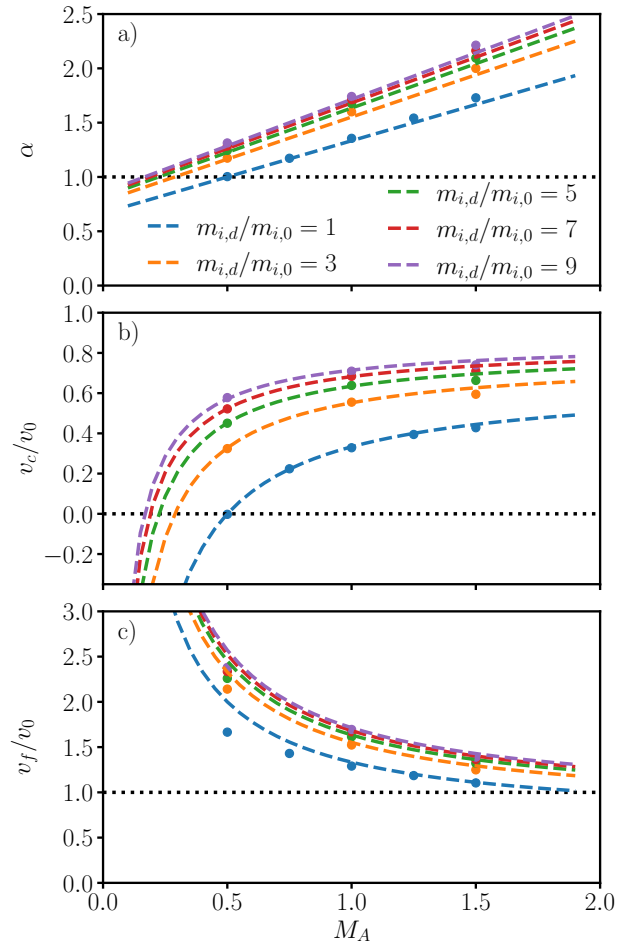 2.5
a)
2.0
1.5
α
1.0
m_{i,d}/m_{i,0} = 5
m_{i,d}/m_{i,0} = 1
m_{i,d}/m_{i,0} = 7
0.5
m_{i,d}/m_{i,0} = 3
m_{i,d}/m_{i,0} = 9
0.0
1.0
b)
0.8
0.6
0.4
v_c/v_0
0.2
0.0
−0.2
3.0
c)
2.5
2.0
v_f/v_0
1.5
1.0
0.5
0.0
0.0 0.5 1.0 1.5 2.0
M_A